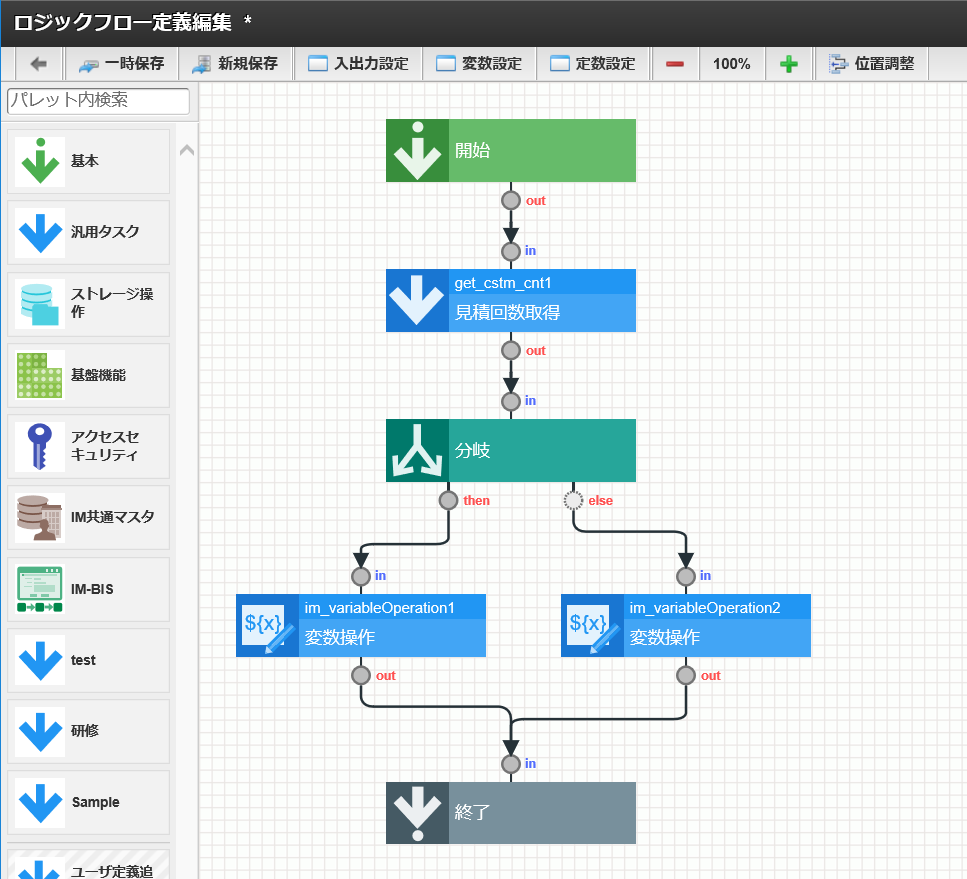 ロジックフロー定義編集 *
一時保存
新規保存
入出力設定
変数設定
定数設定
100%
位置調整
パレット内検索
基本
汎用タスク
ストレージ操
作
基盤機能
アクセスセ
キュリティ
IM共通マスタ
IM-BIS
test
研修
Sample
ユーザ定義追
開始
out
in
get_cstm_cnt1
見積回数取得
out
in
分岐
then
else
in
in
${x}
im_variableOperation1
変数操作
${x}
im_variableOperation2
変数操作
out
out
in
終了